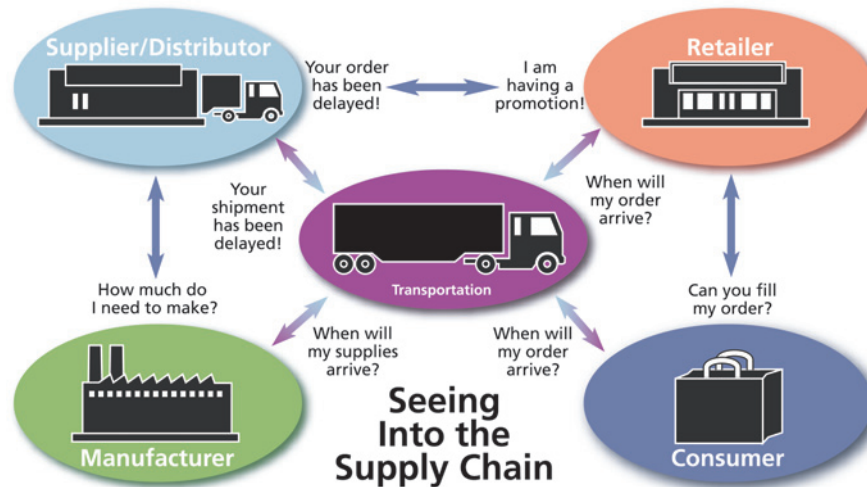 Supplier/Distributor
Your order
has been
delayed!
I am
having a
promotion!
Retailer
Your
shipment
has been
delayed!
When will
my order
arrive?
Transportation
How much do
I need to make?
Can you fill
my order?
When will
my supplies
arrive?
When will
my order
arrive?
Manufacturer
Seeing
Into the
Supply Chain
Consumer